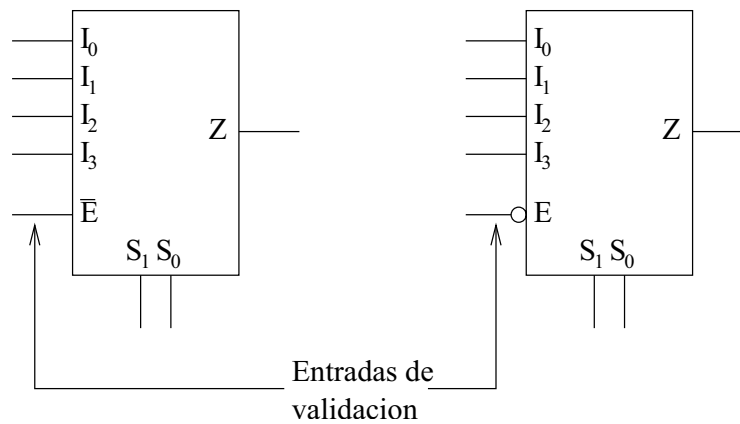 I0
I1
I2
I3
Z
E̅
S1 S0
I0
I1
I2
I3
Z
E
S1 S0
Entradas de
validacion